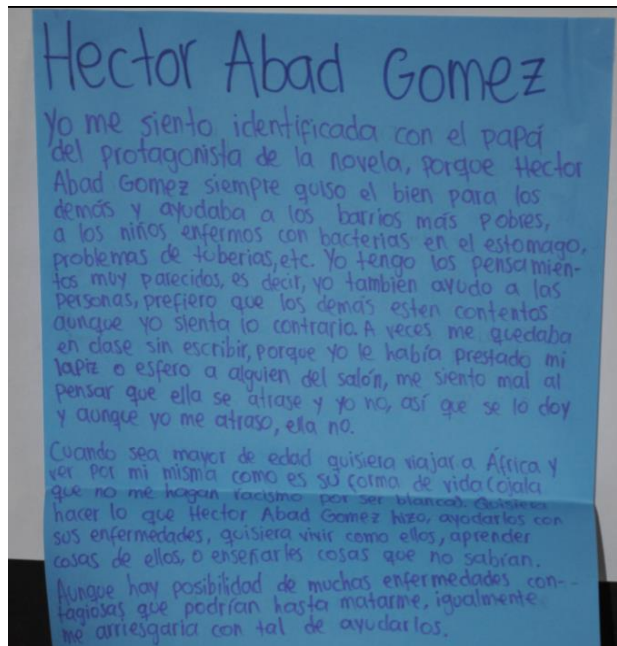 Hector Abad Gomez
Yo me siento identificada con el papá
del protagonista de la novela, porque Hector
Abad Gomez siempre quiso el bien para los
demás y ayudaba a los barrios más pobres,
a los niños enfermos con bacterias en el estomago,
problemas de tuberias, etc. Yo tengo los pensamien-
tos muy parecidos, es decir, yo tambien ayudo a las
personas, prefiero que los demás esten contentos
aunque yo sienta lo contrario. A veces me quedaba
en clase sin escribir, porque yo le había prestado mi
lapiz o esfero a alguien del salón, me siento mal al
pensar que ella se atrase y yo no, así que se lo doy
y aunque yo me atraso, ella no.
Cuando sea mayor de edad quisiera viajar a África y
ver por mi misma como es su forma de vida (ojala
que no me hagan racismo por ser blanca). Quisiera
hacer lo que Hector Abad Gomez hizo, ayudarlos con
sus enfermedades, quisiera vivir como ellos, aprender
cosas de ellos, o enseñarles cosas que no sabran.
Aunque hay posibilidad de muchas enfermedades con--
tagiosas que podrían hasta matarme, igualmente
me arriesgaria con tal de ayudarlos.